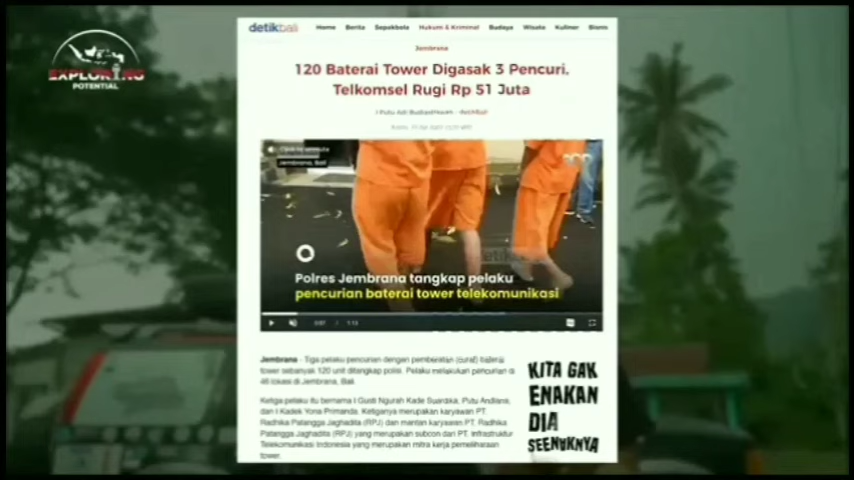 EXPLORING
POTENTIAL
detikbali
Home Berita Sepakbola Hukum & Kriminal Budaya Wisata Kuliner Bisnis
Jembrana
120 Baterai Tower Digasak 3 Pencuri,
Telkomsel Rugi Rp 51 Juta
I Putu Adi
Jembrana, Bali
Polres Jembrana tangkap pelaku
pencurian baterai tower telekomunikasi
Jembrana - Tiga pelaku pencurian dengan pemberatan (curat) baterai
tower sebanyak 120 unit ditangkap polisi. Pelaku melakukan pencurian di
46 lokasi di Jembrana, Bali.
Ketiga pelaku itu bernama I Gusti Ngurah Kade Suardika, Putu Andiana,
dan I Kadek Yona Primanda. Ketiganya merupakan karyawan PT.
Radhika Patangga Jaghadita (RPJ) dan mantan karyawan PT. Radhika
Patangga Jaghadita (RPJ) yang merupakan subcon dari PT. Infrastruktur
Telekomunikasi Indonesia yang merupakan mitra kerja pemeliharaan
tower.
KITA GAK
ENAKAN
DIA
SEENAKNYA